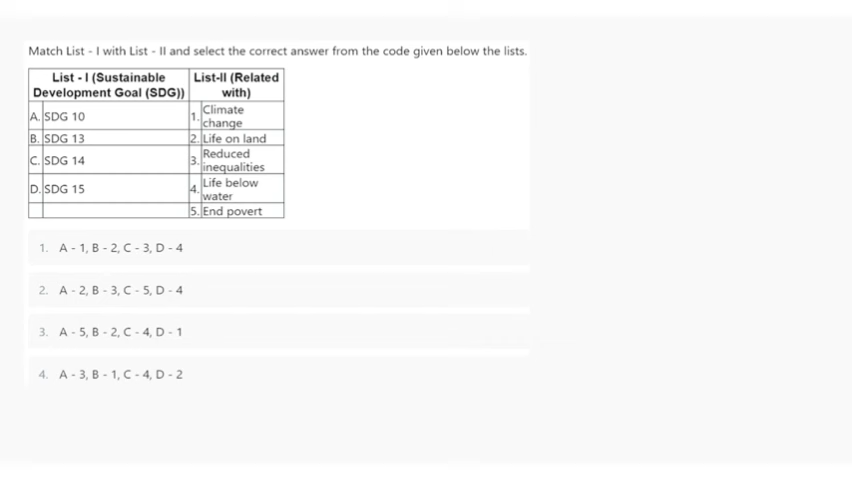 Match List - I with List - II and select the correct answer from the code given below the lists.
List - I (Sustainable Development Goal (SDG)) List-II (Related with)
A. SDG 10 1. Climate change
B. SDG 13 2. Life on land
C. SDG 14 3. Reduced inequalities
D. SDG 15 4. Life below water
5. End povert
1. A - 1, B - 2, C - 3, D - 4
2. A - 2, B - 3, C - 5, D - 4
3. A - 5, B - 2, C - 4, D - 1
4. A - 3, B - 1, C - 4, D - 2